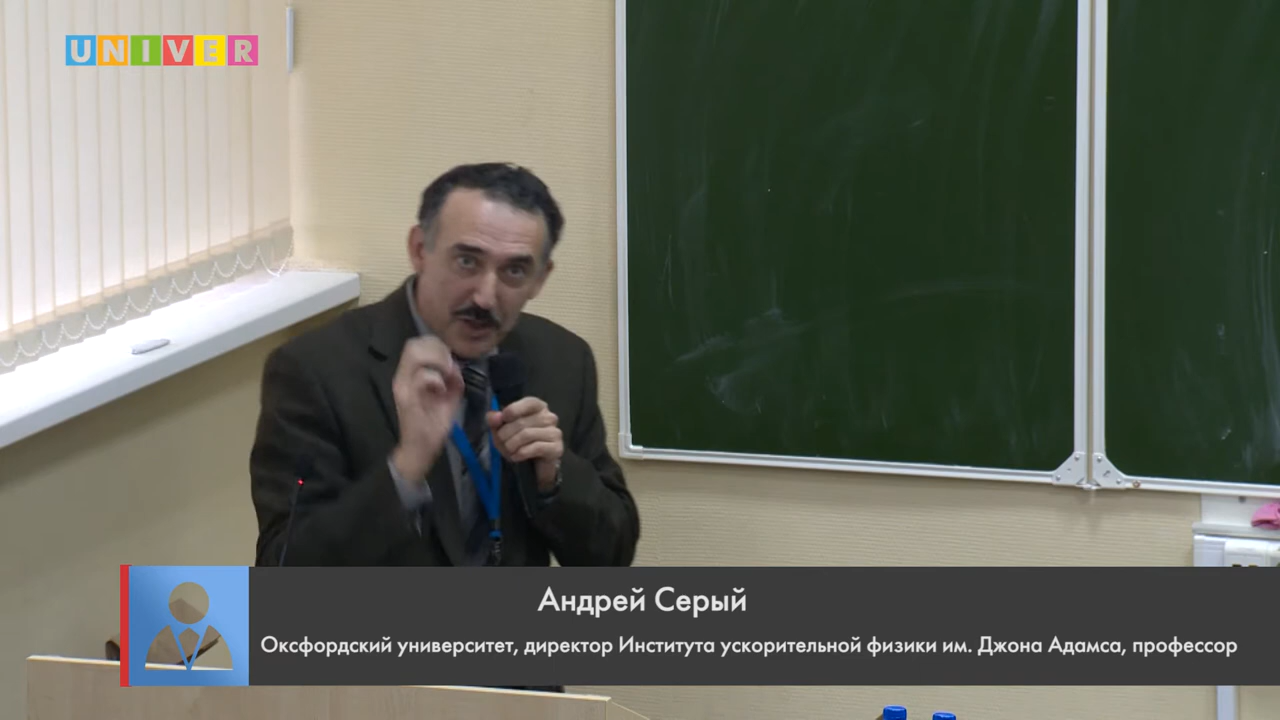 UNIVER
Андрей Серый
Оксфордский университет, директор Института ускорительной физики им. Джона Адамса, профессор